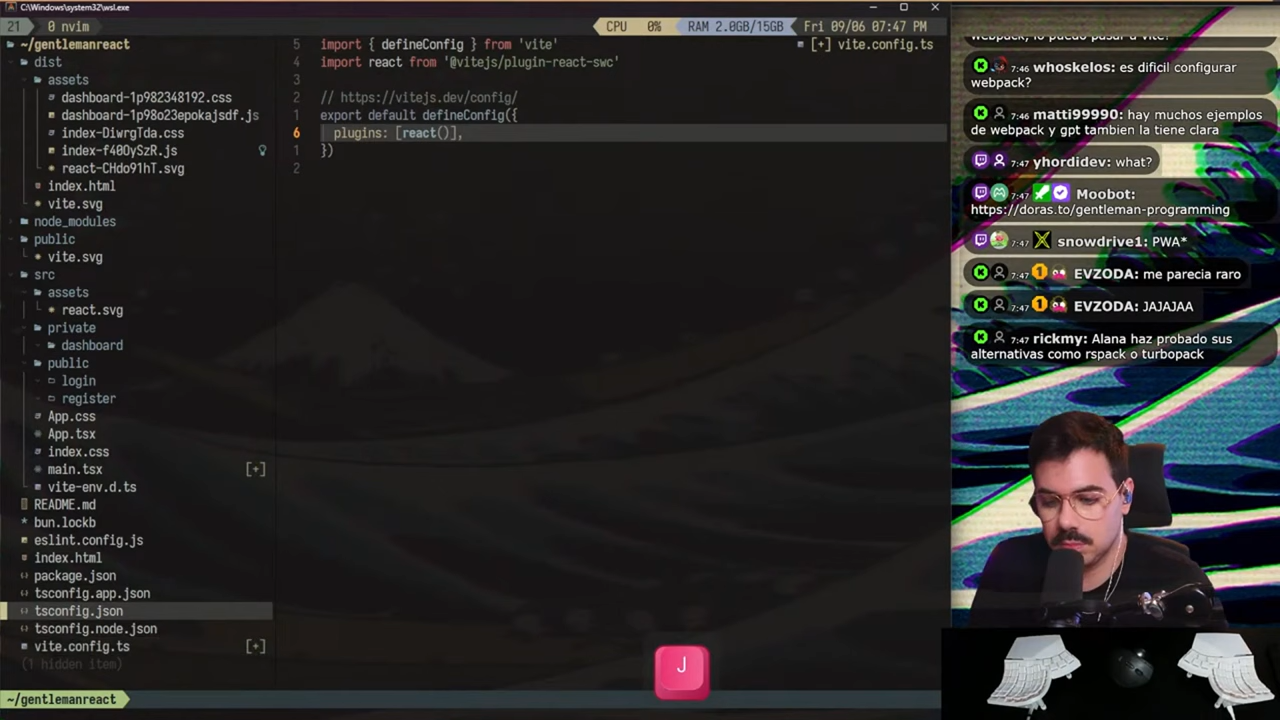 C:\Windows\system32\wsl.exe
21 0 nvim
CPU 0% RAM 2.0GB/15GB Fri 09/06 07:47 PM
~/gentlemanreact
dist
assets
dashboard-1p982348192.css
dashboard-1p98o23epokajsdf.js
index-DiwrgTda.css
index-f40OySzR.js
react-CHdo91hT.svg
index.html
vite.svg
node_modules
public
vite.svg
src
assets
react.svg
private
dashboard
public
login
register
App.css
App.tsx
index.css
main.tsx [+]
vite-env.d.ts
README.md
bun.lockb
eslint.config.js
index.html
package.json
tsconfig.app.json
tsconfig.json
tsconfig.node.json
vite.config.ts [+]
(1 hidden item)
~/gentlemanreact
[+] vite.config.ts
5 import { defineConfig } from 'vite'
4 import react from '@vitejs/plugin-react-swc'
3
2 // https://vitejs.dev/config/
1 export default defineConfig({
6 plugins: [react()],
1 })
2
J
webpack, lo puedo pasar a vite?
7:46 whoskelos: es dificil configurar
webpack?
7:46 matti99990: hay muchos ejemplos
de webpack y gpt tambien la tiene clara
7:47 yhordidev: what?
7:47 Moobot:
https://doras.to/gentleman-programming
7:47 snowdrive1: PWA*
7:47 1 EVZODA: me parecia raro
7:47 1 EVZODA: JAJAJAA
7:47 rickmy: Alana haz probado sus
alternativas como rspack o turbopack